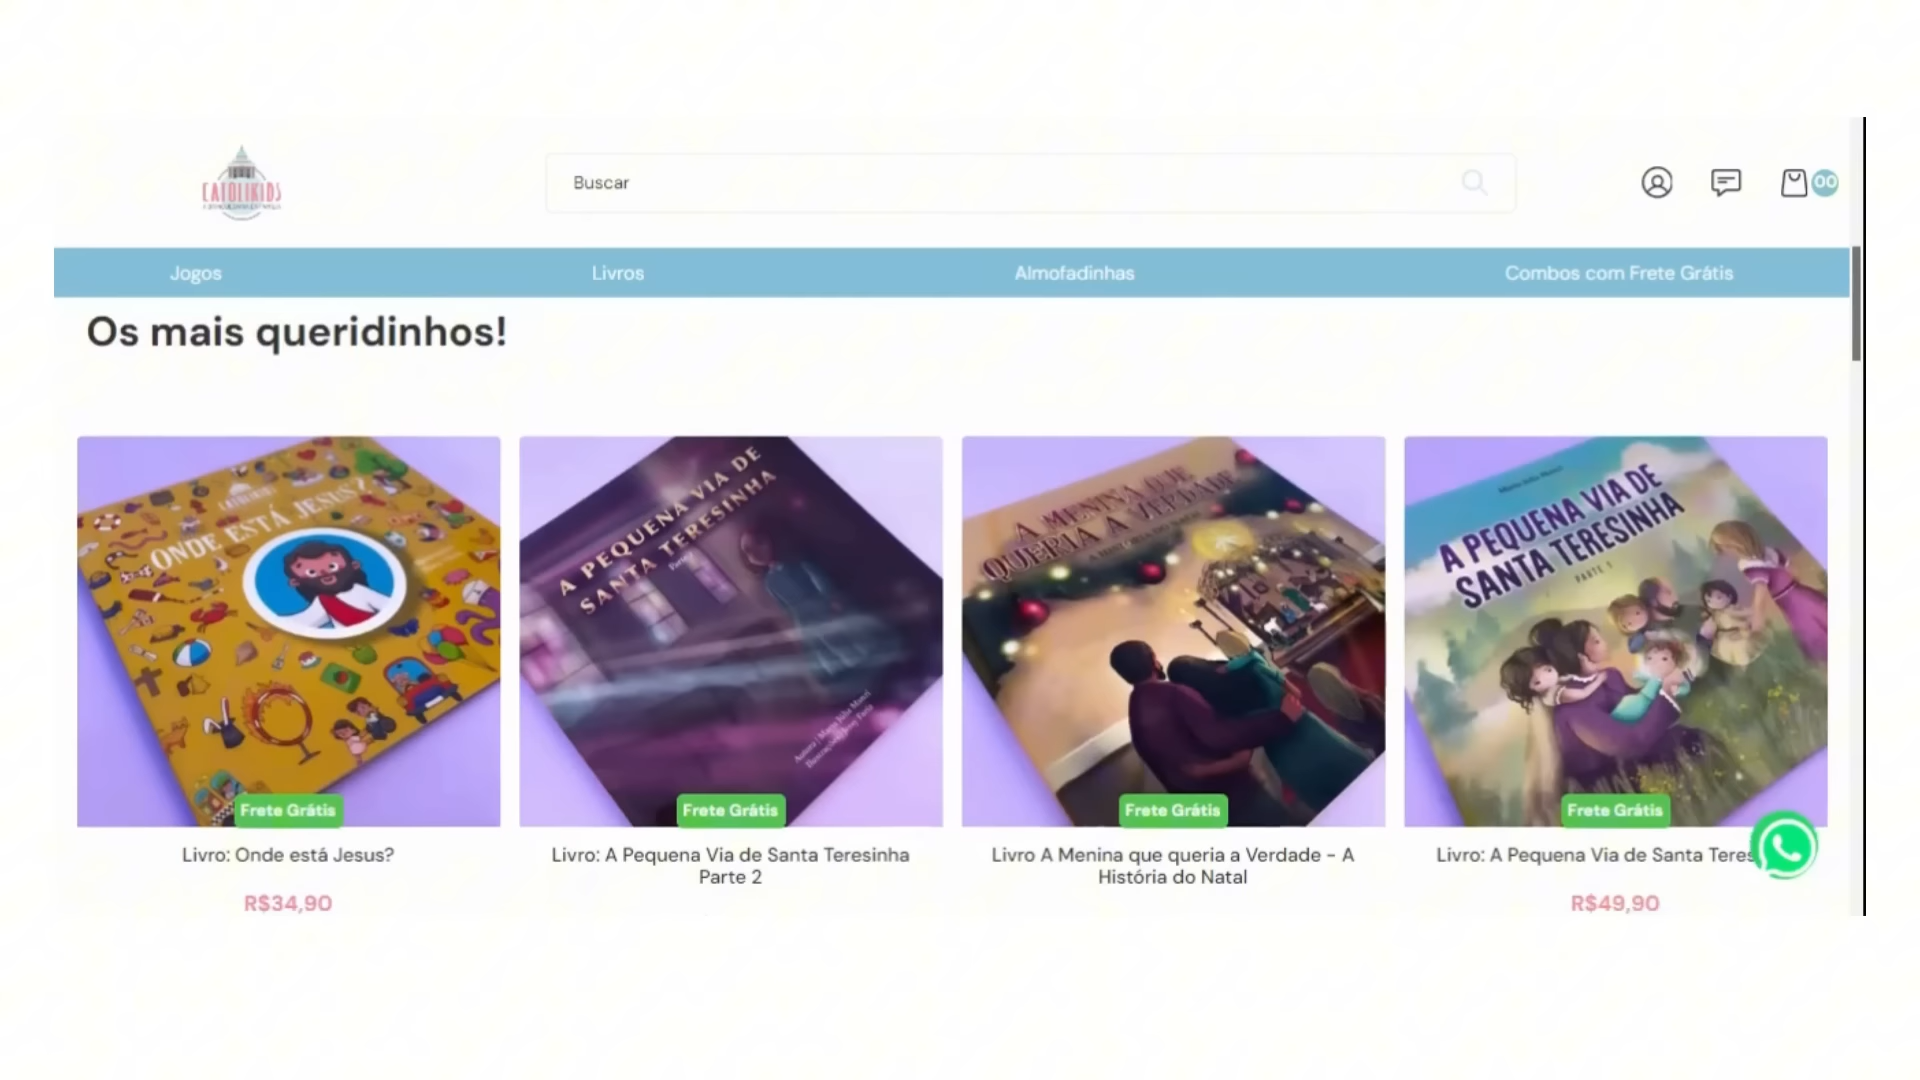 CATOLIKIDS
Buscar
00
Jogos
Livros
Almofadinhas
Combos com Frete Grátis
Os mais queridinhos!
CATOLIKIDS
ONDE ESTÁ JESUS?
A PEQUENA VIA DE
SANTA TERESINHA
Parte 2
A MENINA QUE
QUERIA A VERDADE
A PEQUENA VIA DE
SANTA TERESINHA
PARTE 1
Frete Grátis
Frete Grátis
Frete Grátis
Frete Grátis
Livro: Onde está Jesus?
R$34,90
Livro: A Pequena Via de Santa Teresinha
Parte 2
Livro A Menina que queria a Verdade - A
História do Natal
Livro: A Pequena Via de Santa Teres
R$49,90